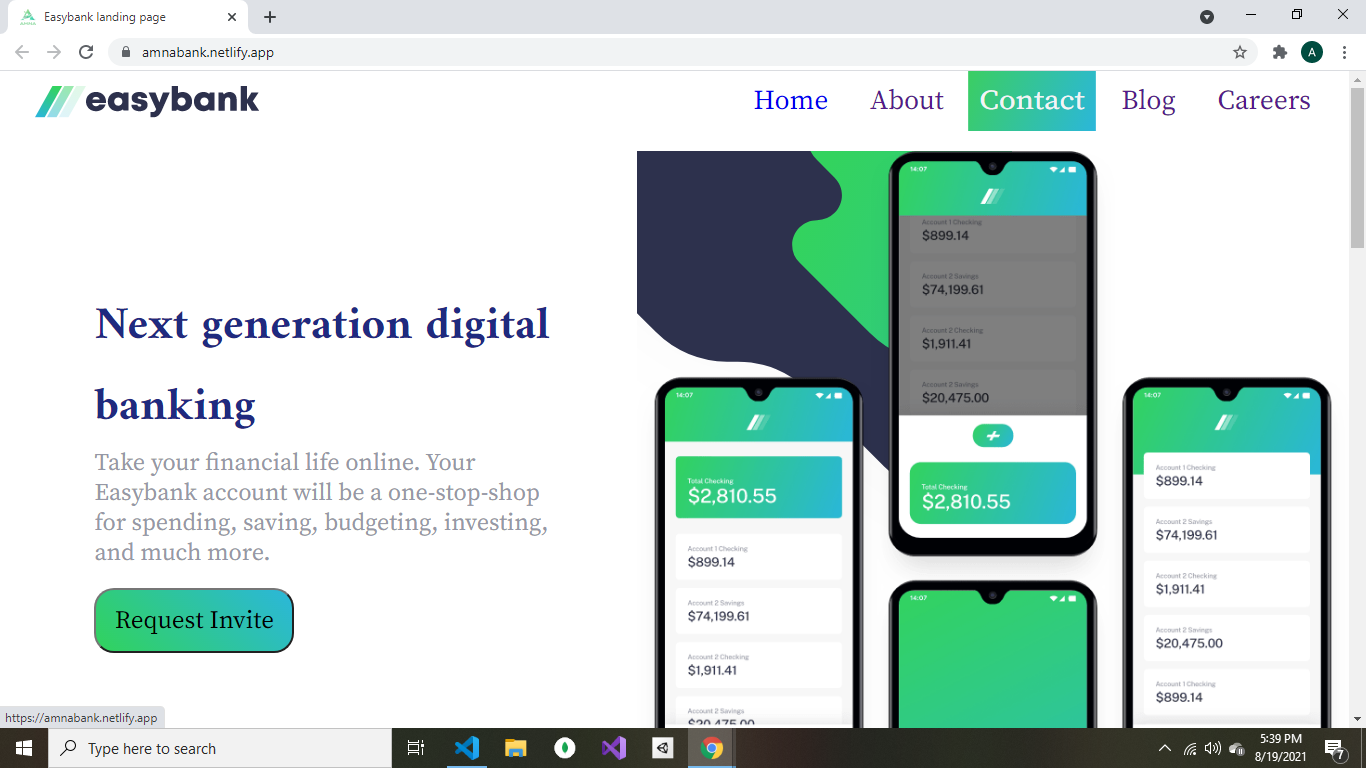 Easybank landing page
amnabank.netlify.app
A
easybank
Home About Contact Blog Careers
Next generation digital
banking
Take your financial life online. Your
Easybank account will be a one-stop-shop
for spending, saving, budgeting, investing,
and much more.
Request Invite
14:07
Account 1 Checking
$899.14
Account 2 Savings
$74,199.61
Account 2 Checking
$1,911.41
Account 2 Savings
$20,475.00
Total Checking
$2,810.55
14:07
Total Checking
$2,810.55
Account 1 Checking
$899.14
Account 2 Savings
$74,199.61
Account 2 Checking
$1,911.41
Account 2 Savings
$20,475.00
14:07
14:07
Account 1 Checking
$899.14
Account 2 Savings
$74,199.61
Account 2 Checking
$1,911.41
Account 2 Savings
$20,475.00
Account 1 Checking
$899.14
https://amnabank.netlify.app
Type here to search
5:39 PM
8/19/2021
7